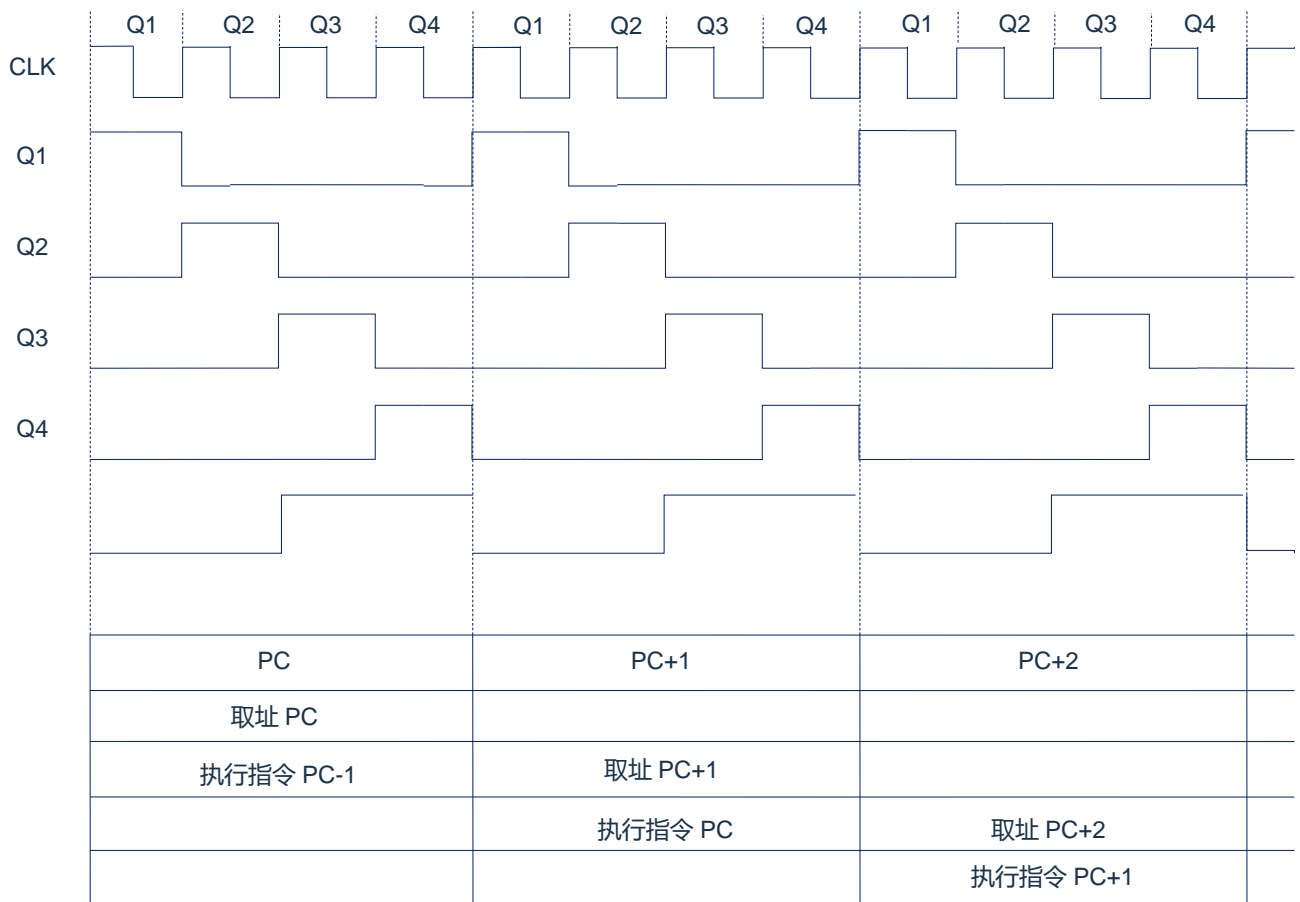 Q1 Q2 Q3 Q4 Q1 Q2 Q3 Q4 Q1 Q2 Q3 Q4
CLK
Q1
Q2
Q3
Q4
PC PC+1 PC+2
取址 PC
执行指令 PC-1 取址 PC+1
执行指令 PC 取址 PC+2
执行指令 PC+1